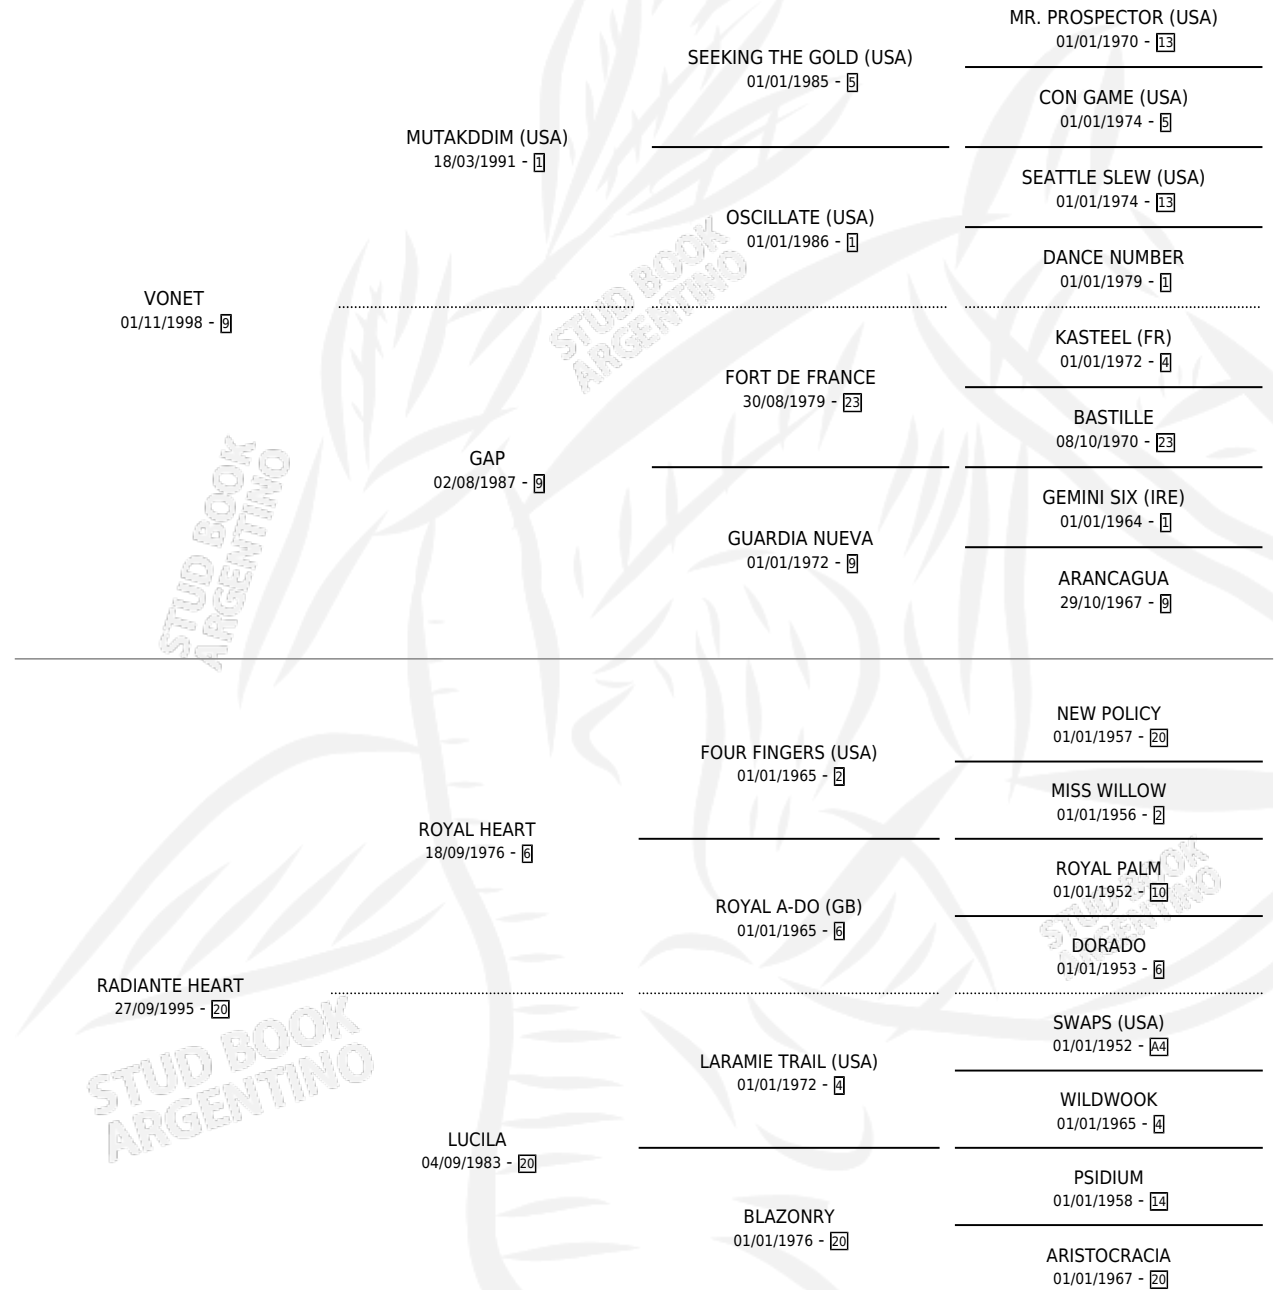 MR. PROSPECTOR (USA)
01/01/1970 - 13
SEEKING THE GOLD (USA)
01/01/1985 - 5
CON GAME (USA)
01/01/1974 - 5
MUTAKDDIM (USA)
18/03/1991 - 1
SEATTLE SLEW (USA)
01/01/1974 - 13
OSCILLATE (USA)
01/01/1986 - 1
DANCE NUMBER
01/01/1979 - 1
VONET
01/11/1998 - 9
KASTEEL (FR)
01/01/1972 - 4
FORT DE FRANCE
30/08/1979 - 23
BASTILLE
08/10/1970 - 23
GAP
02/08/1987 - 9
GEMINI SIX (IRE)
01/01/1964 - 1
GUARDIA NUEVA
01/01/1972 - 9
ARANCAGUA
29/10/1967 - 9
NEW POLICY
01/01/1957 - 20
FOUR FINGERS (USA)
01/01/1965 - 2
MISS WILLOW
01/01/1956 - 2
ROYAL HEART
18/09/1976 - 6
ROYAL PALM
01/01/1952 - 10
ROYAL A-DO (GB)
01/01/1965 - 6
DORADO
01/01/1953 - 6
RADIANTE HEART
27/09/1995 - 20
SWAPS (USA)
01/01/1952 - A4
LARAMIE TRAIL (USA)
01/01/1972 - 4
WILDWOOK
01/01/1965 - 4
LUCILA
04/09/1983 - 20
PSIDIUM
01/01/1958 - 14
BLAZONRY
01/01/1976 - 20
ARISTOCRACIA
01/01/1967 - 20
STUD BOOK
ARGENTINO
STUD BOOK
ARGENTINO
STUD BOOK
ARGENTINO
STUD BOOK
ARGENTINO